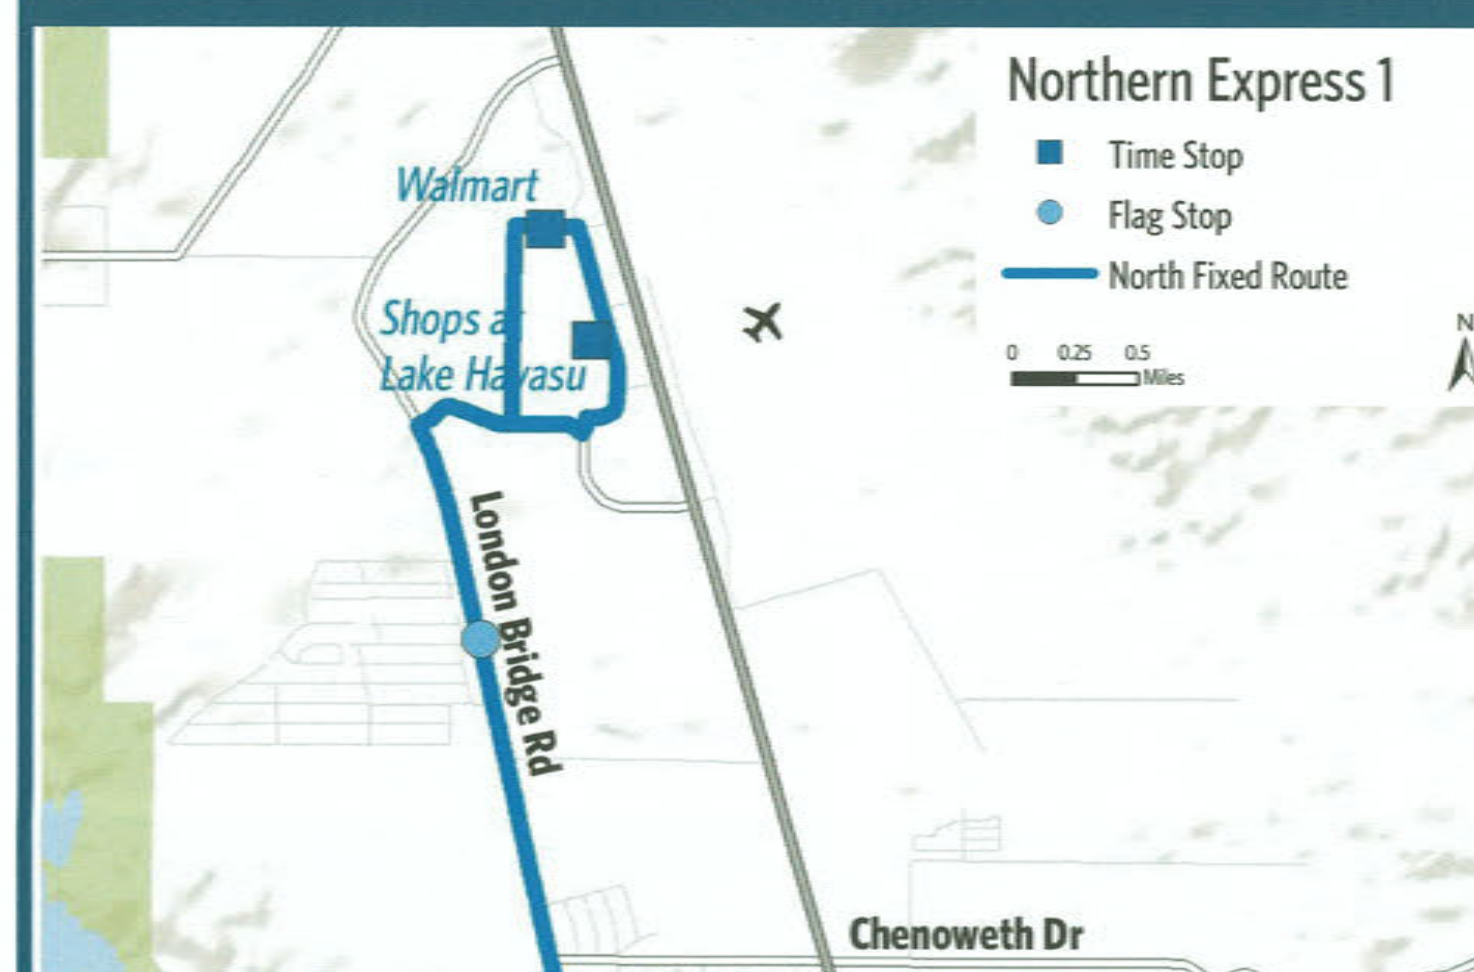 Northern Express 1
Time Stop
Flag Stop
North Fixed Route
0 0.25 0.5
Miles
N
Walmart
Shops at
Lake Havasu
London Bridge Rd
Chenoweth Dr